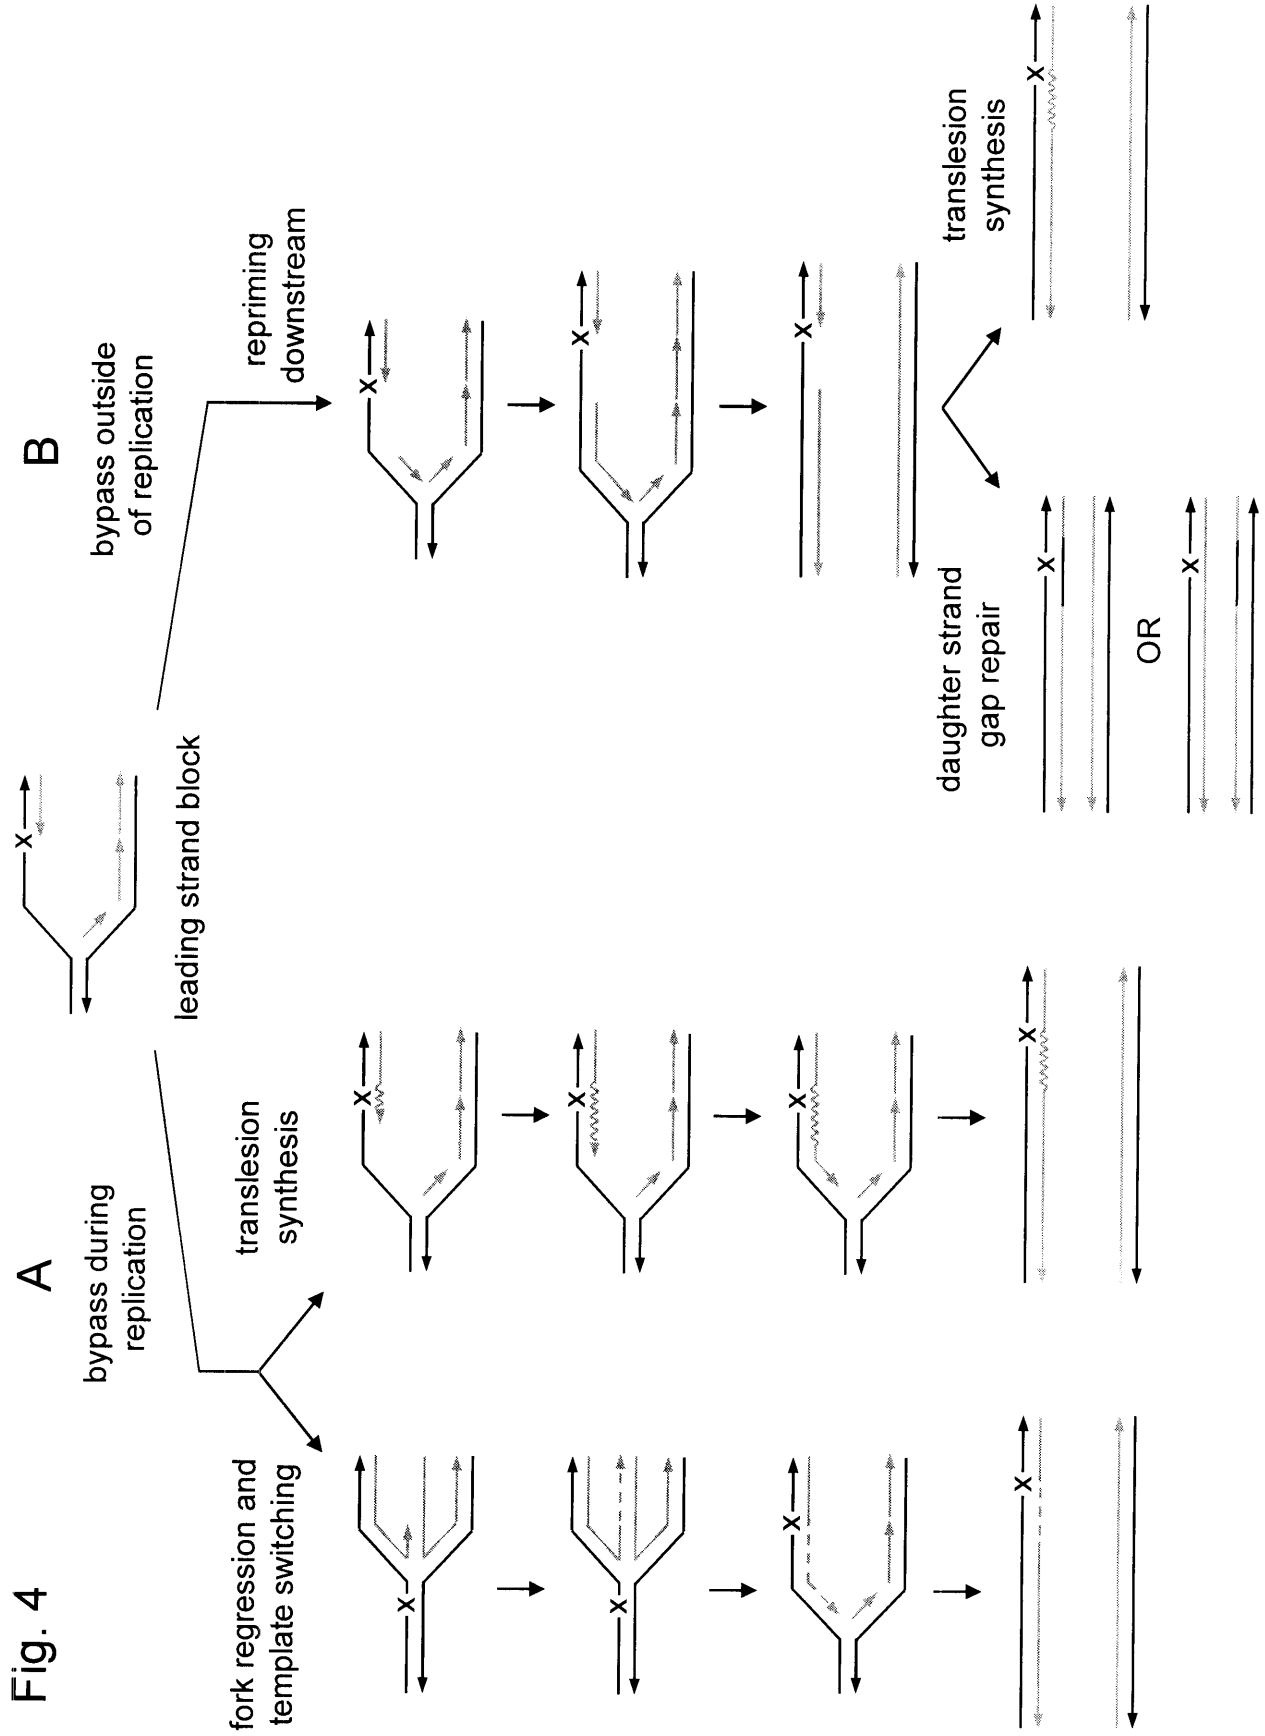 Fig. 4
A
bypass during
replication
B
bypass outside
of replication
X
leading strand block
fork regression and
template switching
translesion
synthesis
repriming
downstream
X
X
X
X
X
X
X
X
X
X
X
daughter strand
gap repair
translesion
synthesis
X
X
OR
X